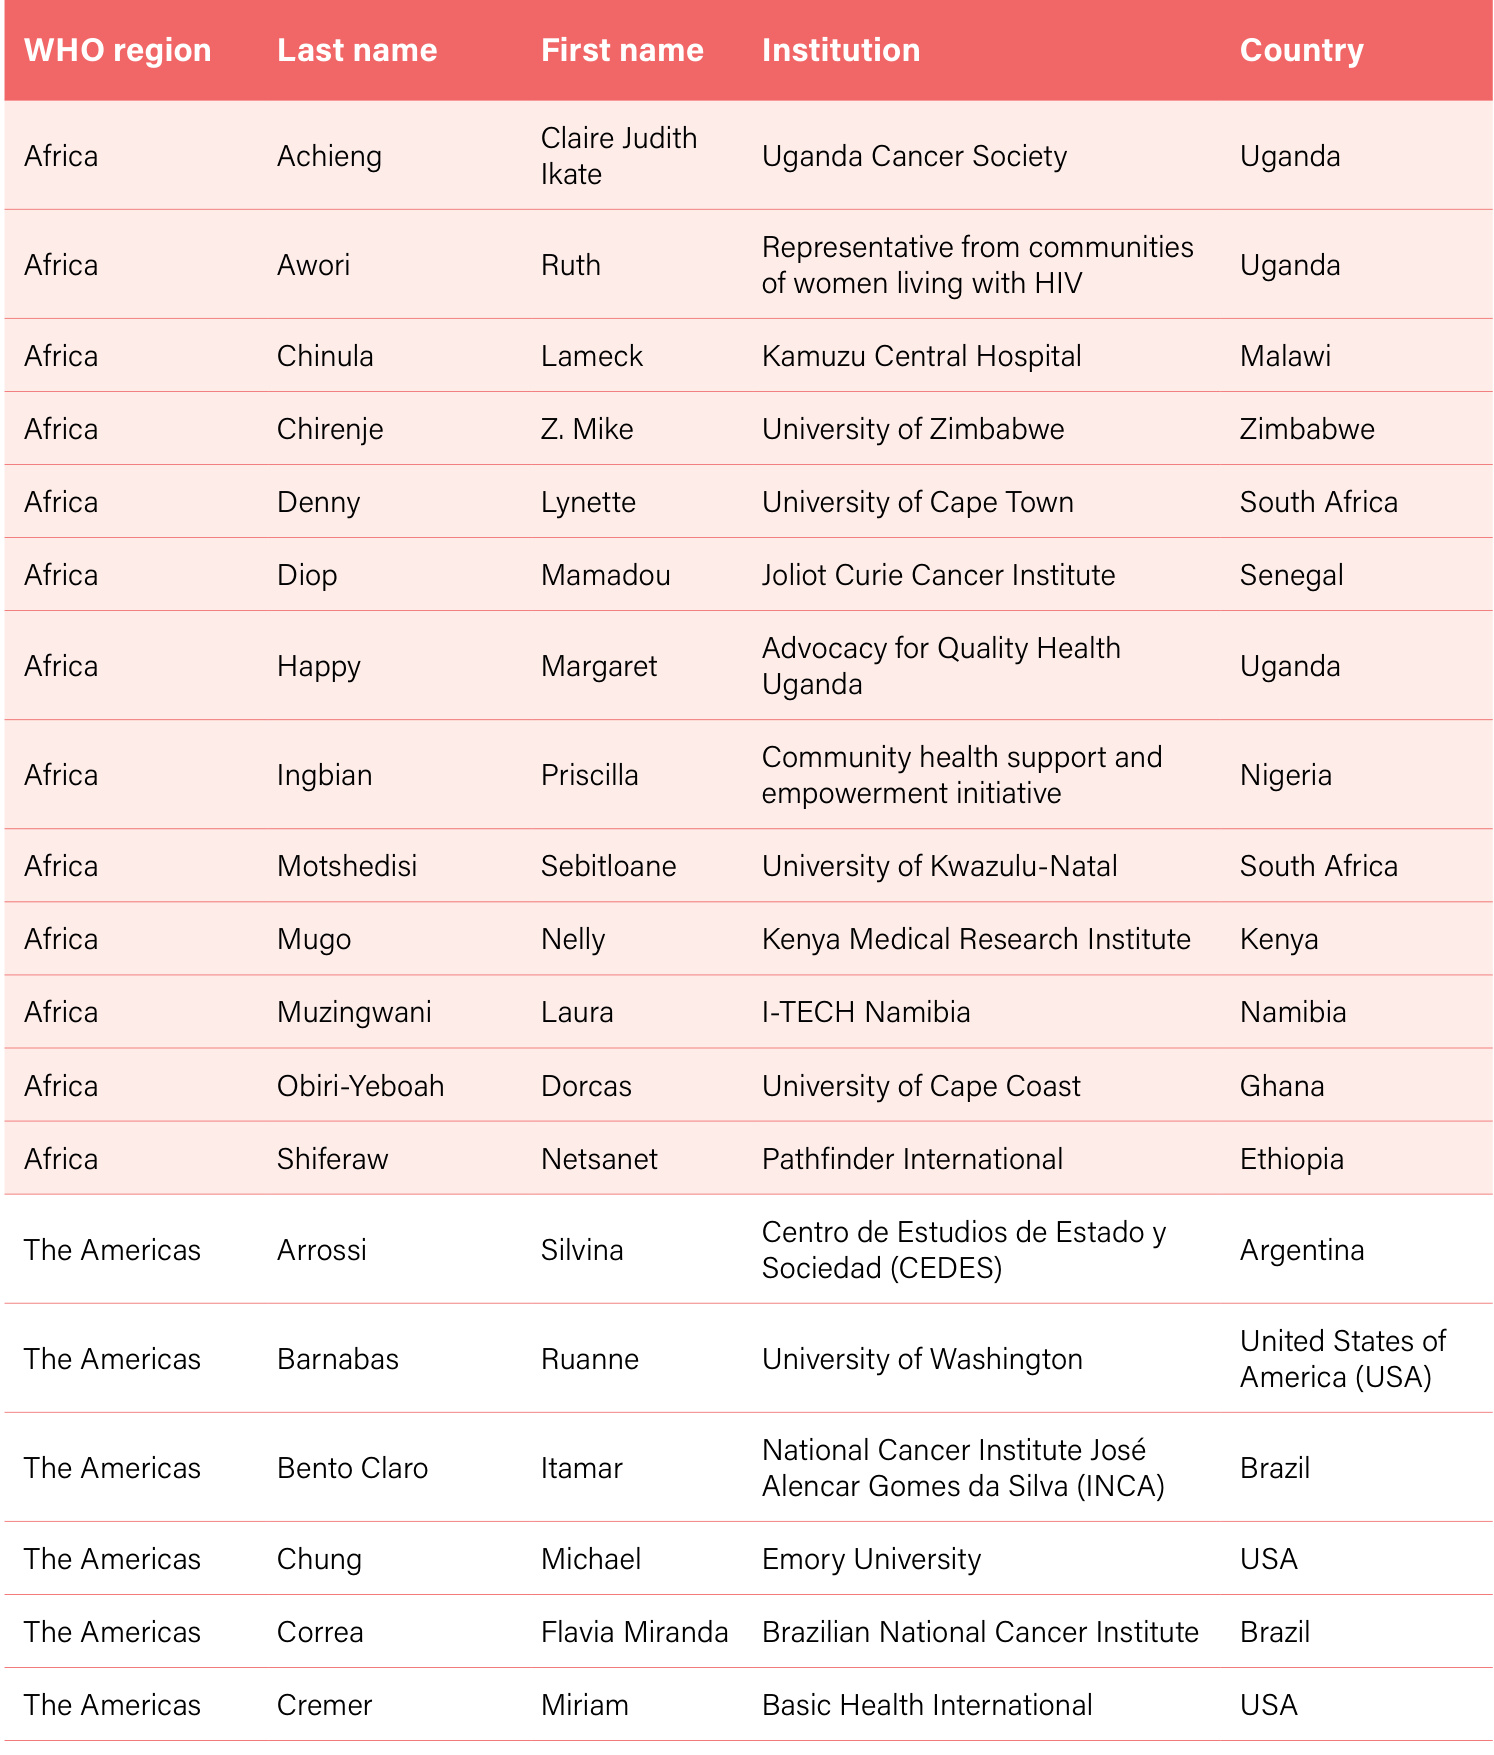 WHO region Last name First name Institution Country
Africa Achieng Claire Judith Ikate Uganda Cancer Society Uganda
Africa Awori Ruth Representative from communities of women living with HIV Uganda
Africa Chinula Lameck Kamuzu Central Hospital Malawi
Africa Chirenje Z. Mike University of Zimbabwe Zimbabwe
Africa Denny Lynette University of Cape Town South Africa
Africa Diop Mamadou Joliot Curie Cancer Institute Senegal
Africa Happy Margaret Advocacy for Quality Health Uganda Uganda
Africa Ingbian Priscilla Community health support and empowerment initiative Nigeria
Africa Motshedisi Sebitloane University of Kwazulu-Natal South Africa
Africa Mugo Nelly Kenya Medical Research Institute Kenya
Africa Muzingwani Laura I-TECH Namibia Namibia
Africa Obiri-Yeboah Dorcas University of Cape Coast Ghana
Africa Shiferaw Netsanet Pathfinder International Ethiopia
The Americas Arrossi Silvina Centro de Estudios de Estado y Sociedad (CEDES) Argentina
The Americas Barnabas Ruanne University of Washington United States of America (USA)
The Americas Bento Claro Itamar National Cancer Institute José Alencar Gomes da Silva (INCA) Brazil
The Americas Chung Michael Emory University USA
The Americas Correa Flavia Miranda Brazilian National Cancer Institute Brazil
The Americas Cremer Miriam Basic Health International USA